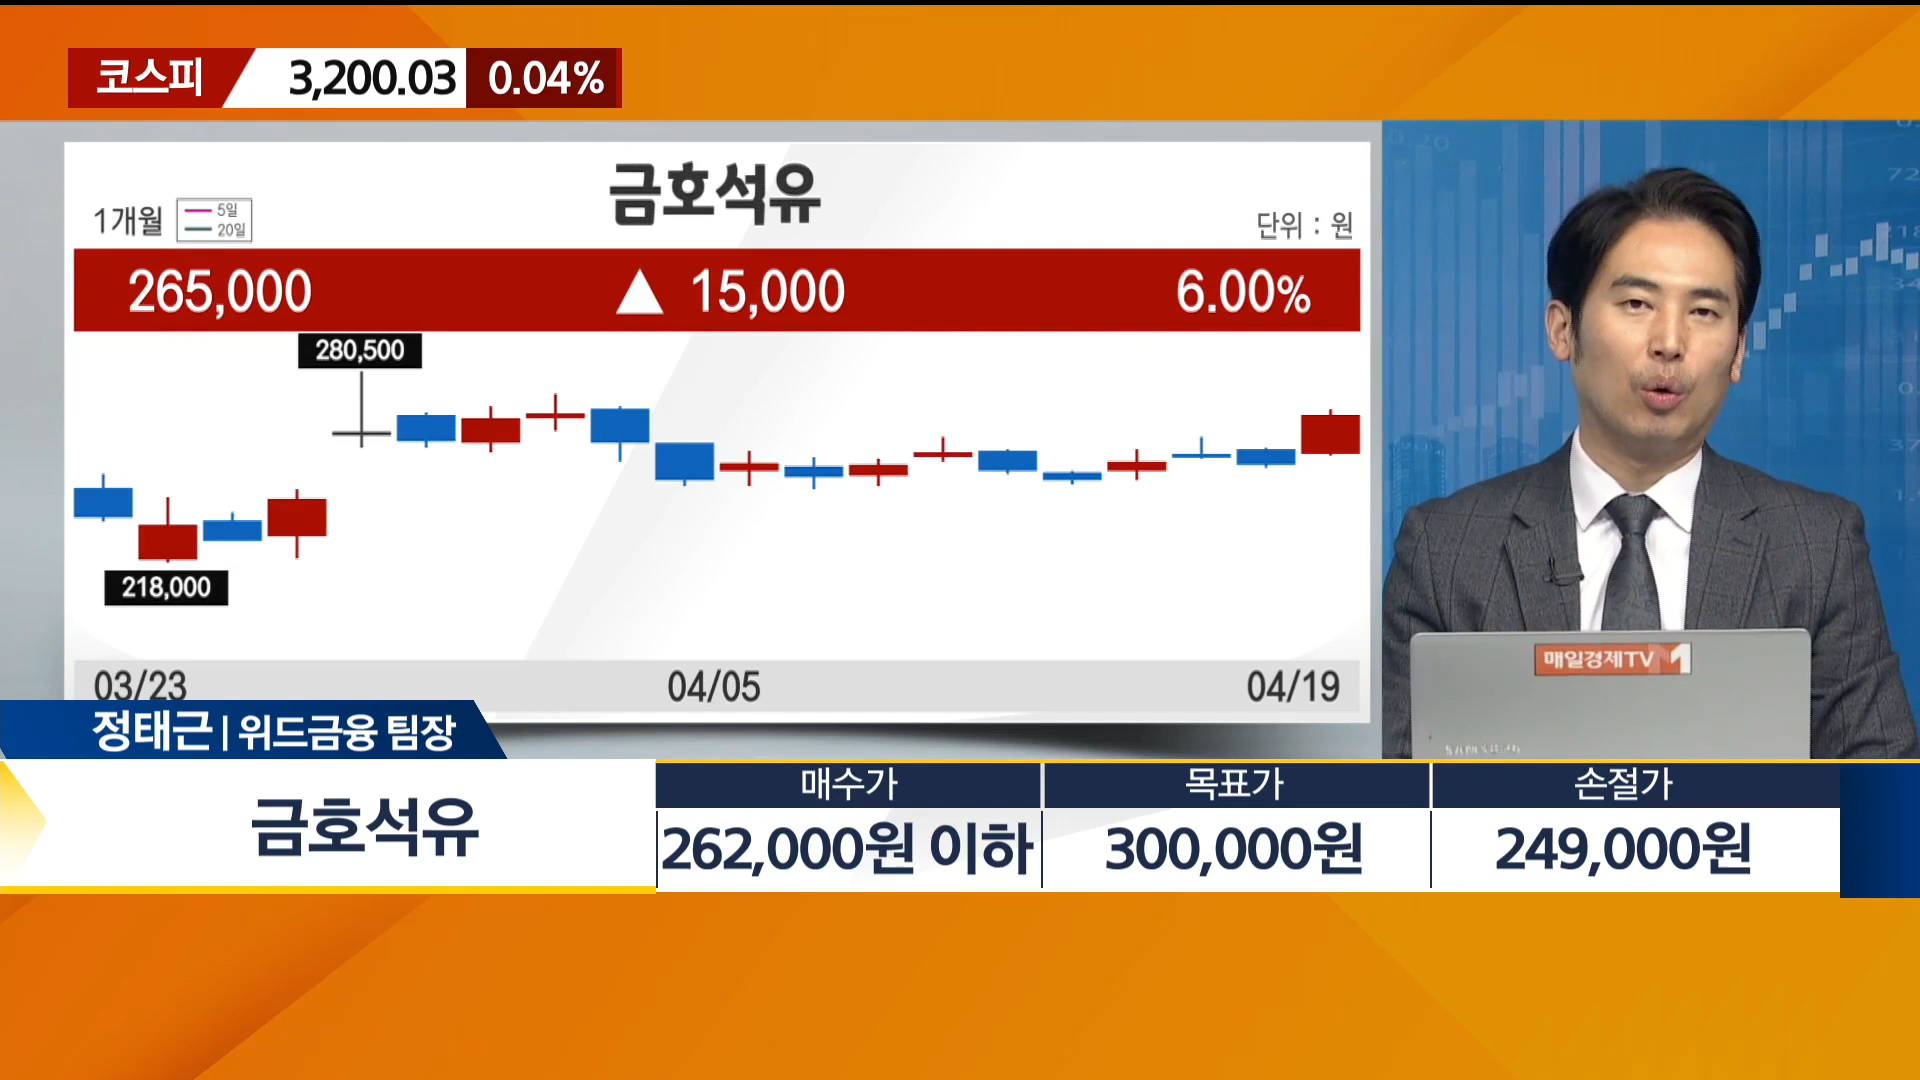 코스피 3,200.03 0.04%
금호석유
1개월 5일 20일 단위 : 원
265,000 ▲ 15,000 6.00%
280,500
218,000
03/23 04/05 04/19
매일경제TV M
정태근 | 위드금융 팀장
금호석유
매수가 목표가 손절가
262,000원 이하 300,000원 249,000원